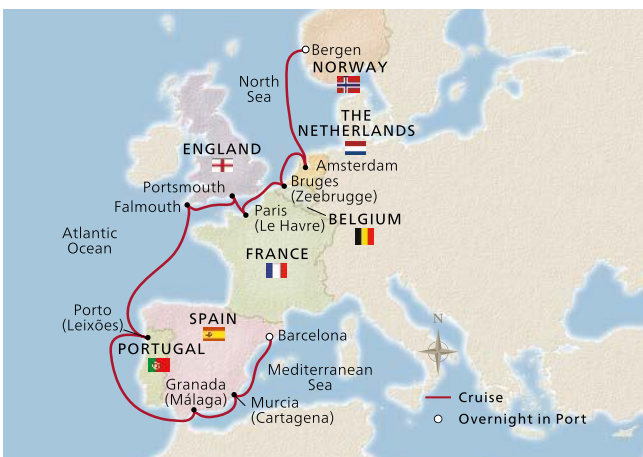 Bergen
NORWAY
North
Sea
THE
NETHERLANDS
ENGLAND
Amsterdam
Portsmouth
Bruges
(Zeebrugge)
Falmouth
Paris
(Le Havre)
BELGIUM
Atlantic
Ocean
FRANCE
Porto
(Leixões)
SPAIN
Barcelona
PORTUGAL
Mediterranean
Sea
Granada
(Málaga)
Murcia
(Cartagena)
N
Cruise
Overnight in Port